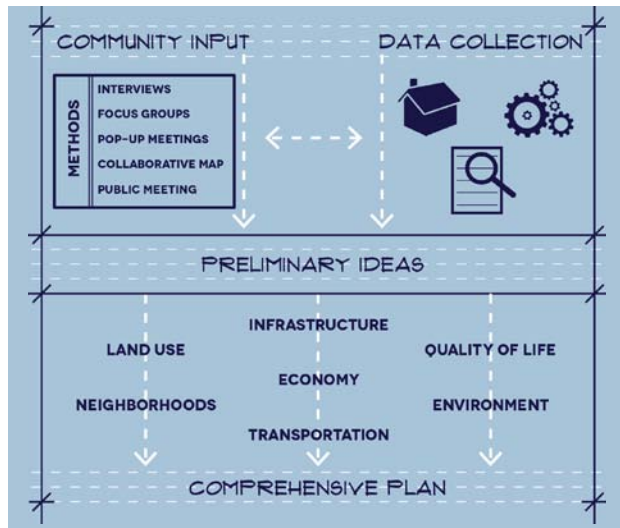 COMMUNITY INPUT
DATA COLLECTION
METHODS
INTERVIEWS
FOCUS GROUPS
POP-UP MEETINGS
COLLABORATIVE MAP
PUBLIC MEETING
PRELIMINARY IDEAS
LAND USE
NEIGHBORHOODS
INFRASTRUCTURE
ECONOMY
TRANSPORTATION
QUALITY OF LIFE
ENVIRONMENT
COMPREHENSIVE PLAN